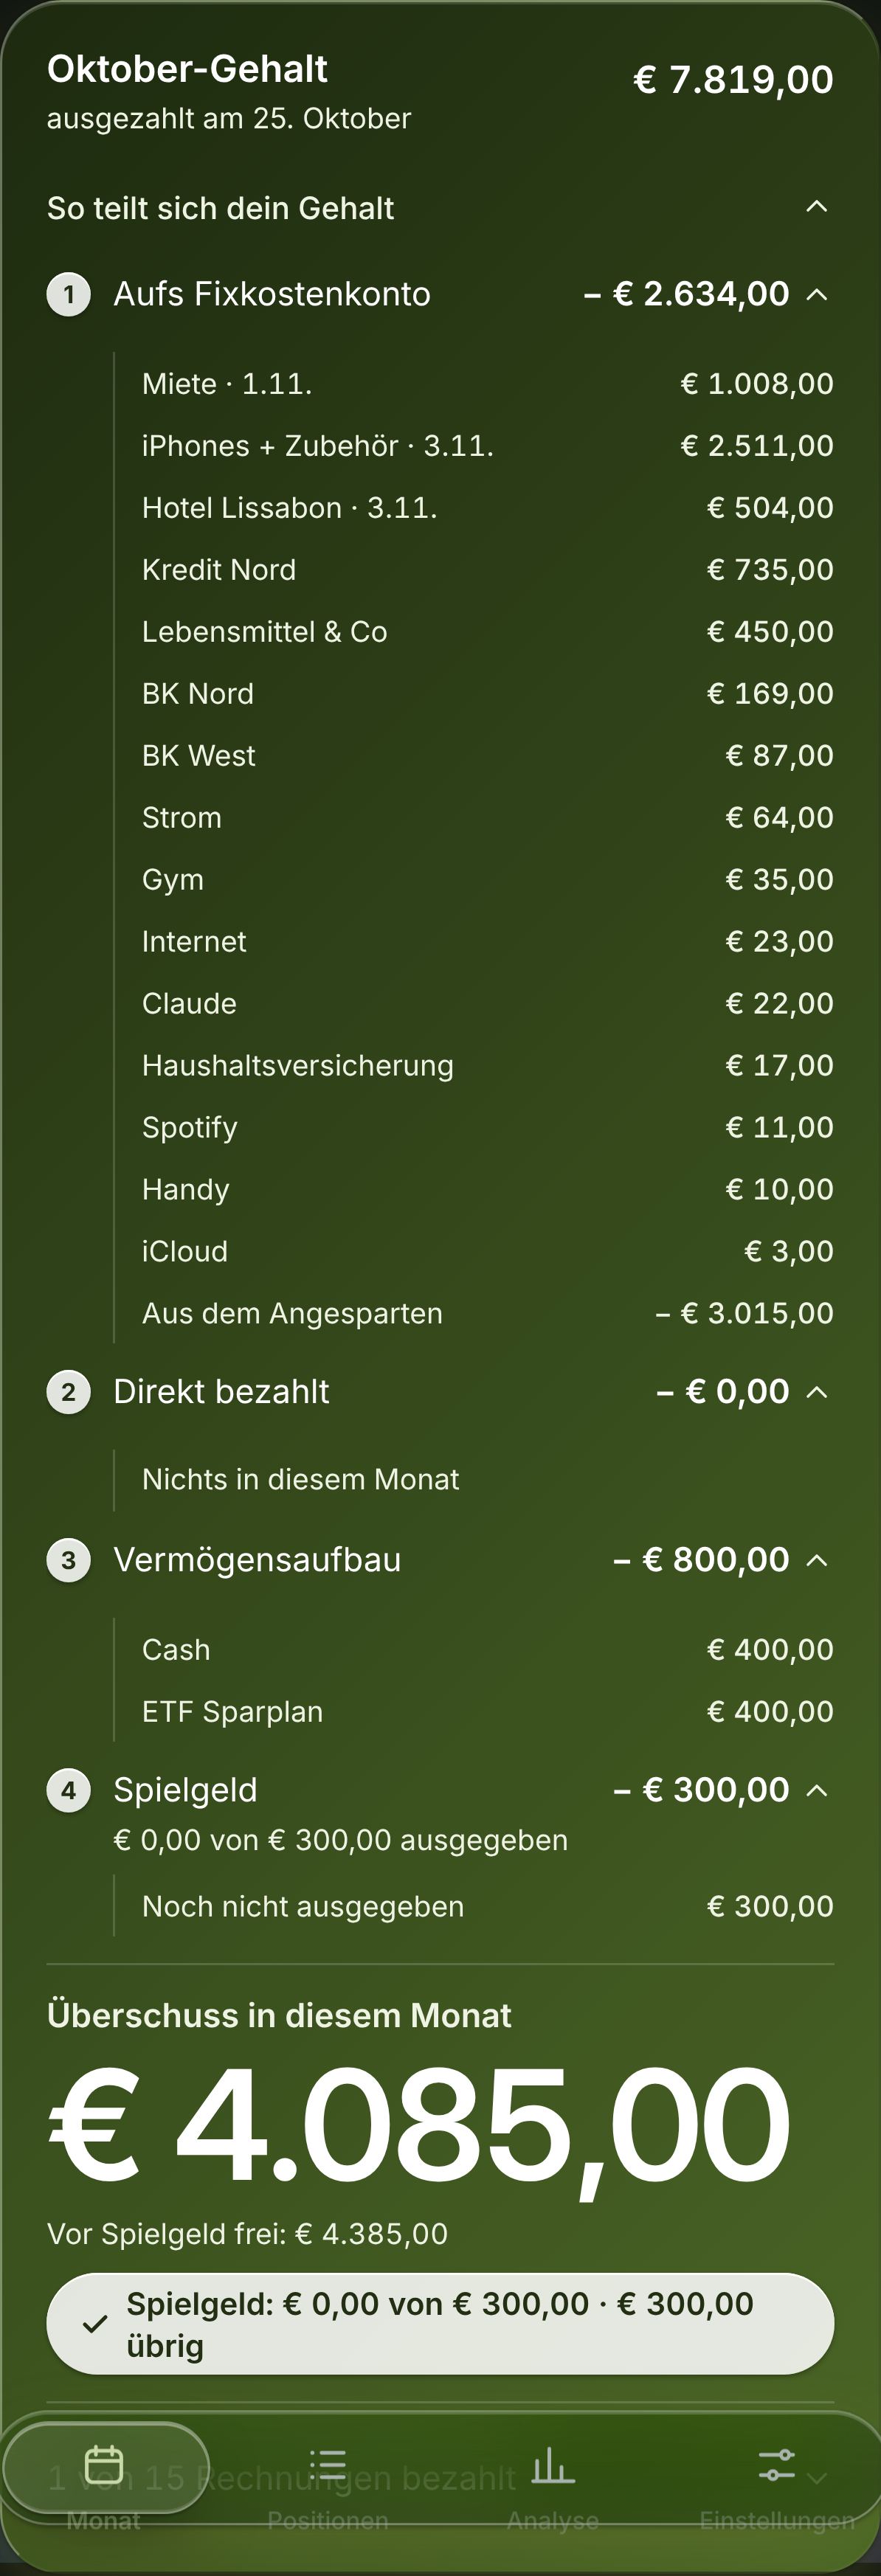 Oktober-Gehalt
€ 7.819,00
ausgezahlt am 25. Oktober
So teilt sich dein Gehalt
1 Aufs Fixkostenkonto – € 2.634,00
Miete · 1.11. € 1.008,00
iPhones + Zubehör · 3.11. € 2.511,00
Hotel Lissabon · 3.11. € 504,00
Kredit Nord € 735,00
Lebensmittel & Co € 450,00
BK Nord € 169,00
BK West € 87,00
Strom € 64,00
Gym € 35,00
Internet € 23,00
Claude € 22,00
Haushaltsversicherung € 17,00
Spotify € 11,00
Handy € 10,00
iCloud € 3,00
Aus dem Angesparten – € 3.015,00
2 Direkt bezahlt – € 0,00
Nichts in diesem Monat
3 Vermögensaufbau – € 800,00
Cash € 400,00
ETF Sparplan € 400,00
4 Spielgeld – € 300,00
€ 0,00 von € 300,00 ausgegeben
Noch nicht ausgegeben € 300,00
Überschuss in diesem Monat
€ 4.085,00
Vor Spielgeld frei: € 4.385,00
Spielgeld: € 0,00 von € 300,00 · € 300,00
übrig
1 von 15 Rechnungen bezahlt
Monat Positionen Analyse Einstellungen